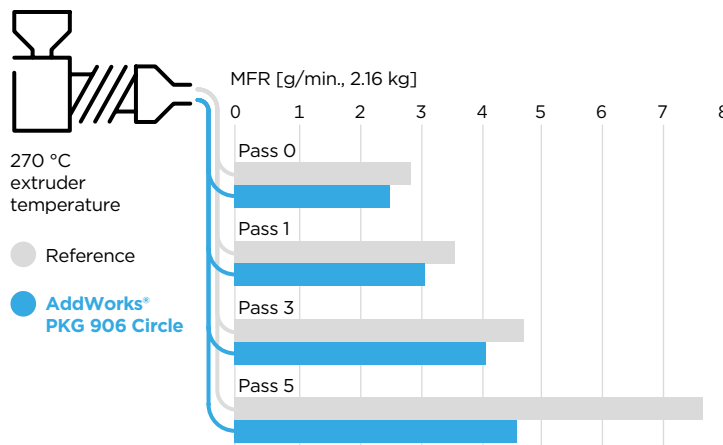 MFR [g/min., 2.16 kg]
0 1 2 3 4 5 6 7 8
Pass 0
270 °C
extruder
temperature
Pass 1
Reference
AddWorks®
PKG 906 Circle
Pass 3
Pass 5